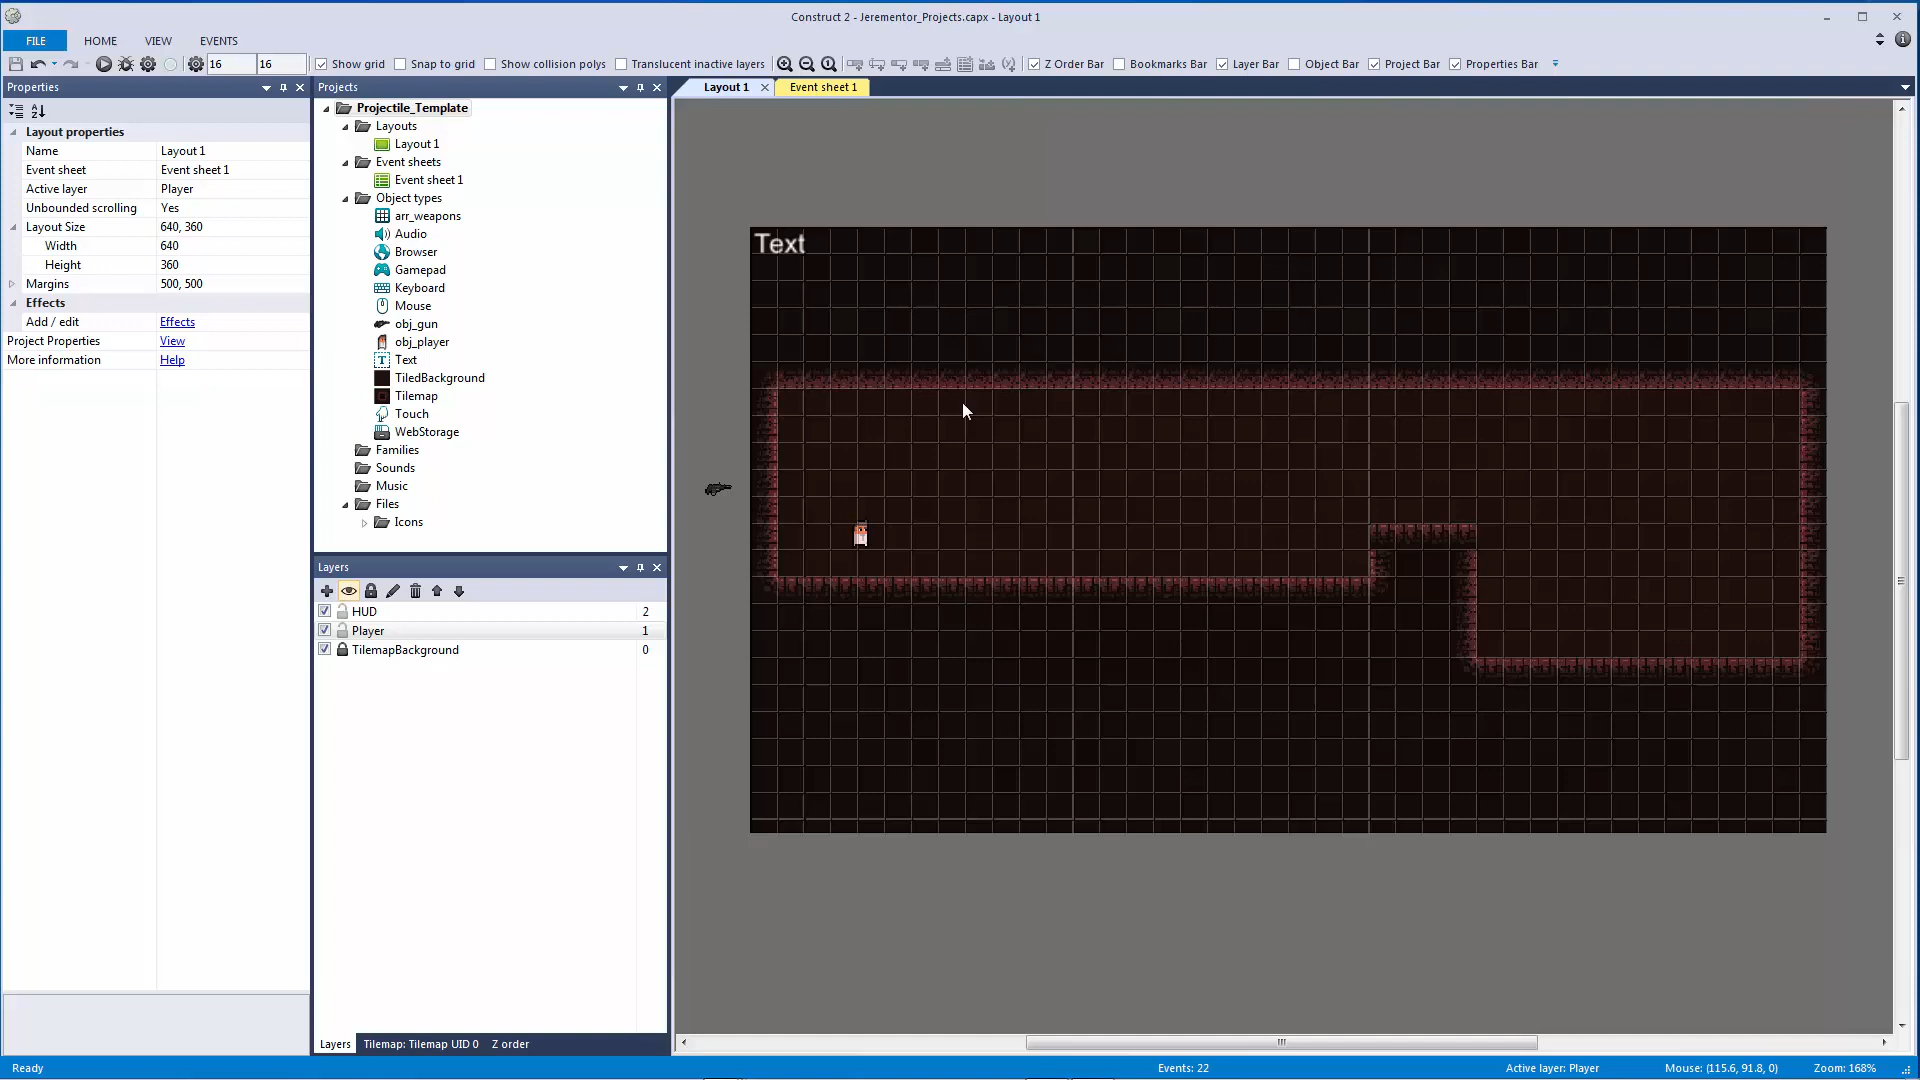 Construct 2 - Jerementor_Projects.capx - Layout 1
FILE HOME VIEW EVENTS
16 16 Show grid Snap to grid Show collision polys Translucent inactive layers Z Order Bar Bookmarks Bar Layer Bar Object Bar Project Bar Properties Bar
Properties
Layout properties
Name Layout 1
Event sheet Event sheet 1
Active layer Player
Unbounded scrolling Yes
Layout Size 640, 360
Width 640
Height 360
Margins 500, 500
Effects
Add / edit Effects
Project Properties View
More information Help
Projects
Projectile_Template
Layouts
Layout 1
Event sheets
Event sheet 1
Object types
arr_weapons
Audio
Browser
Gamepad
Keyboard
Mouse
obj_gun
obj_player
Text
TiledBackground
Tilemap
Touch
WebStorage
Families
Sounds
Music
Files
Icons
Layers
HUD 2
Player 1
TilemapBackground 0
Layers Tilemap: Tilemap UID 0 Z order
Layout 1 Event sheet 1
Text
Ready Events: 22 Active layer: Player Mouse: (115.6, 91.8, 0) Zoom: 168%